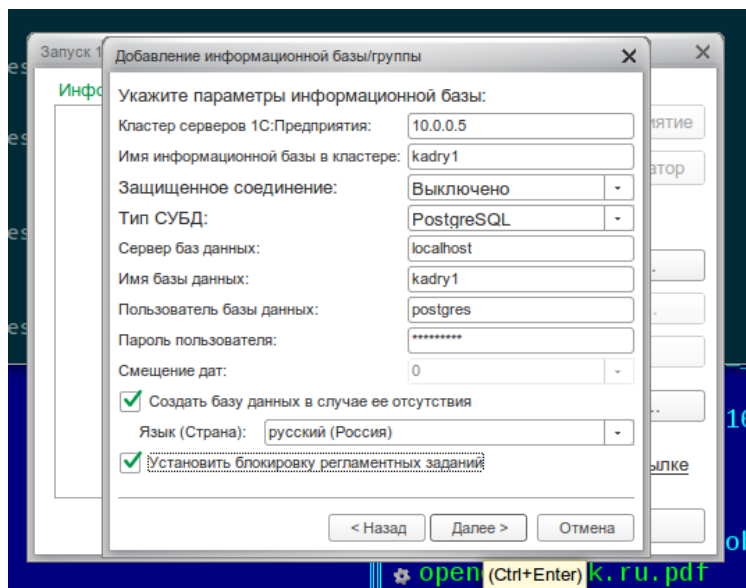 Запуск 1
Добавление информационной базы/группы
Инфо
Укажите параметры информационной базы:
Кластер серверов 1С:Предприятия: 10.0.0.5
ятие
Имя информационной базы в кластере: kadry1
атор
Защищенное соединение: Выключено
Тип СУБД: PostgreSQL
Сервер баз данных: localhost
Имя базы данных: kadry1
Пользователь базы данных: postgres
Пароль пользователя: *********
Смещение дат: 0
Создать базу данных в случае ее отсутствия
Язык (Страна): русский (Россия)
Установить блокировку регламентных заданий
ылке
< Назад Далее > Отмена
(Ctrl+Enter)
open k.ru.pdf